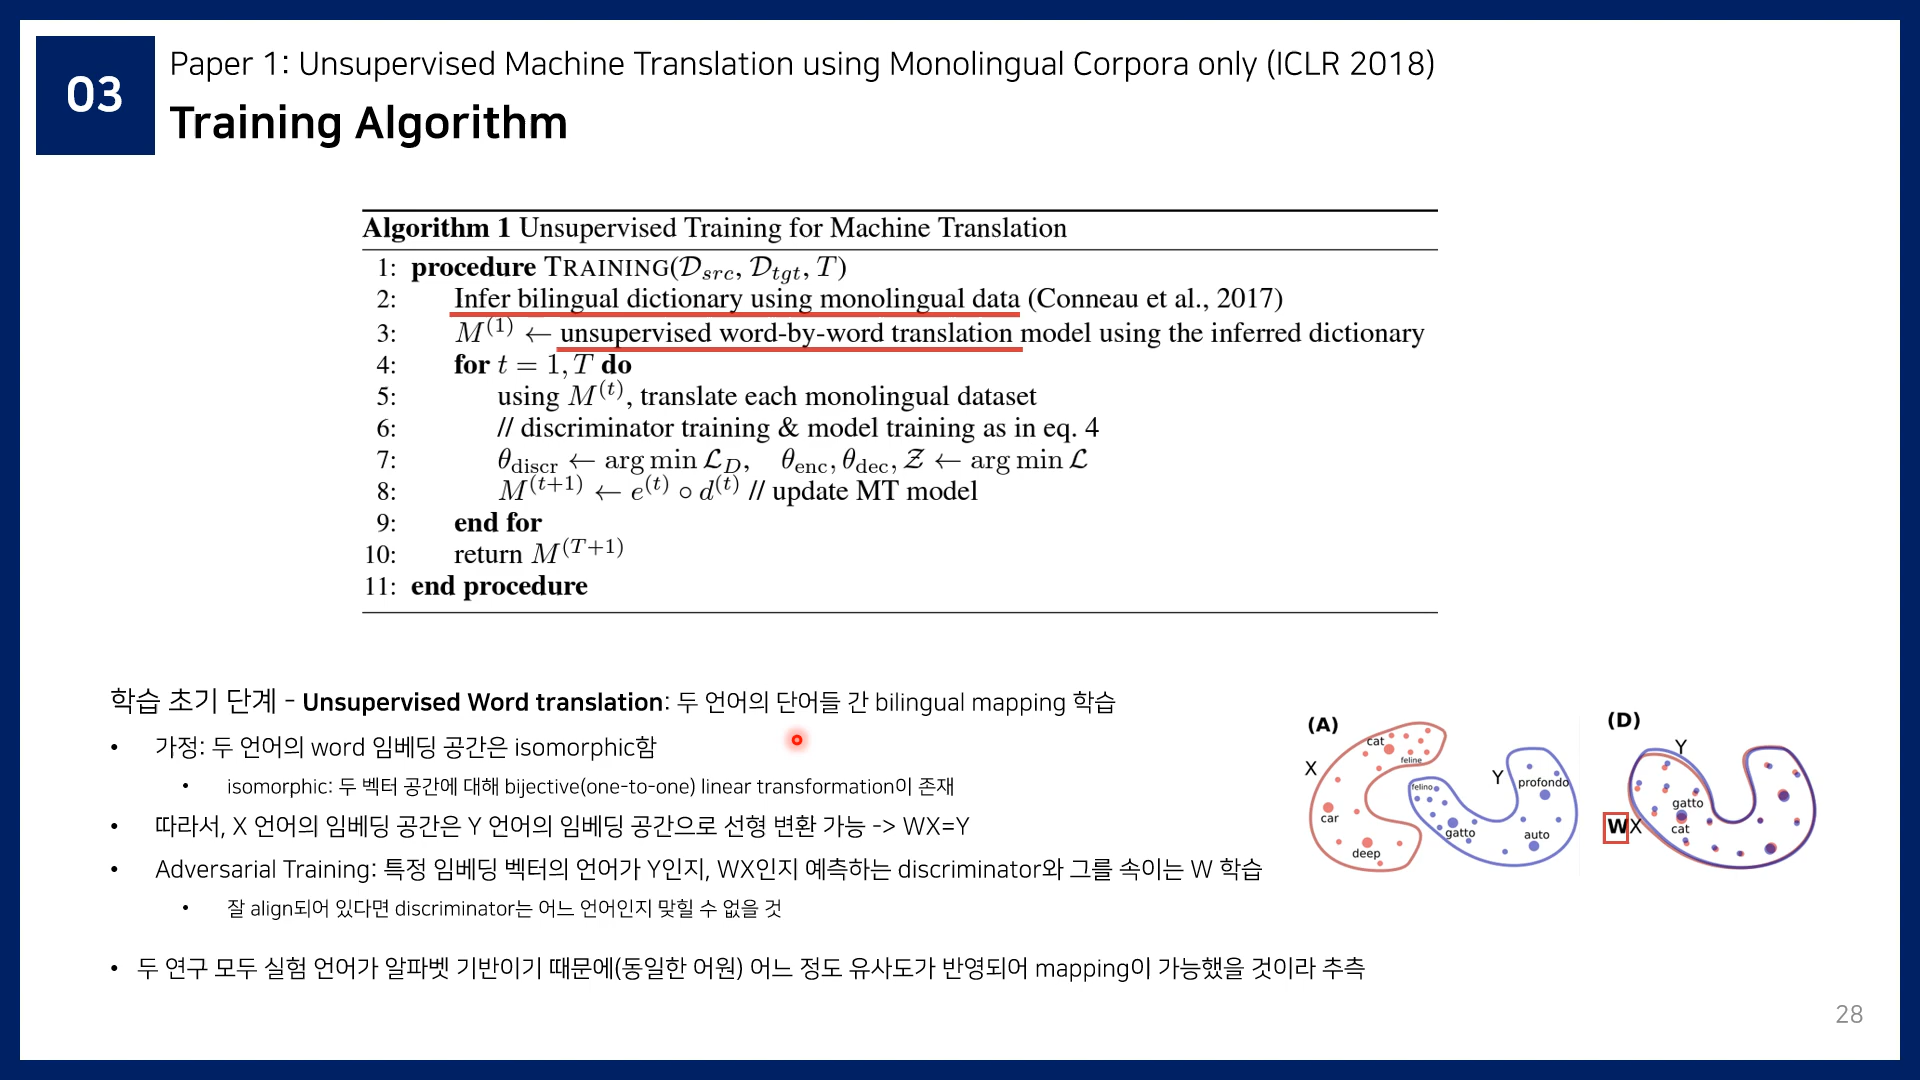 03
Paper 1: Unsupervised Machine Translation using Monolingual Corpora only (ICLR 2018)
Training Algorithm
Algorithm 1 Unsupervised Training for Machine Translation
1: procedure TRAINING(𝒟_src, 𝒟_tgt, T)
2: Infer bilingual dictionary using monolingual data (Conneau et al., 2017)
3: M^(1) ← unsupervised word-by-word translation model using the inferred dictionary
4: for t = 1, T do
5: using M^(t), translate each monolingual dataset
6: // discriminator training & model training as in eq. 4
7: θ_discr ← arg min ℒ_D, θ_enc, θ_dec, 𝒵 ← arg min ℒ
8: M^(t+1) ← e^(t) ∘ d^(t) // update MT model
9: end for
10: return M^(T+1)
11: end procedure
학습 초기 단계 - Unsupervised Word translation: 두 언어의 단어들 간 bilingual mapping 학습
• 가정: 두 언어의 word 임베딩 공간은 isomorphic함
• isomorphic: 두 벡터 공간에 대해 bijective(one-to-one) linear transformation이 존재
• 따라서, X 언어의 임베딩 공간은 Y 언어의 임베딩 공간으로 선형 변환 가능 -> WX=Y
• Adversarial Training: 특정 임베딩 벡터의 언어가 Y인지, WX인지 예측하는 discriminator와 그를 속이는 W 학습
• 잘 align되어 있다면 discriminator는 어느 언어인지 맞힐 수 없을 것
• 두 연구 모두 실험 언어가 알파벳 기반이기 때문에(동일한 어원) 어느 정도 유사도가 반영되어 mapping이 가능했을 것이라 추측
(A)
X
cat
feline
car
deep
Y
felino
profondo
gatto
auto
(D)
Y
gatto
cat
WX
28